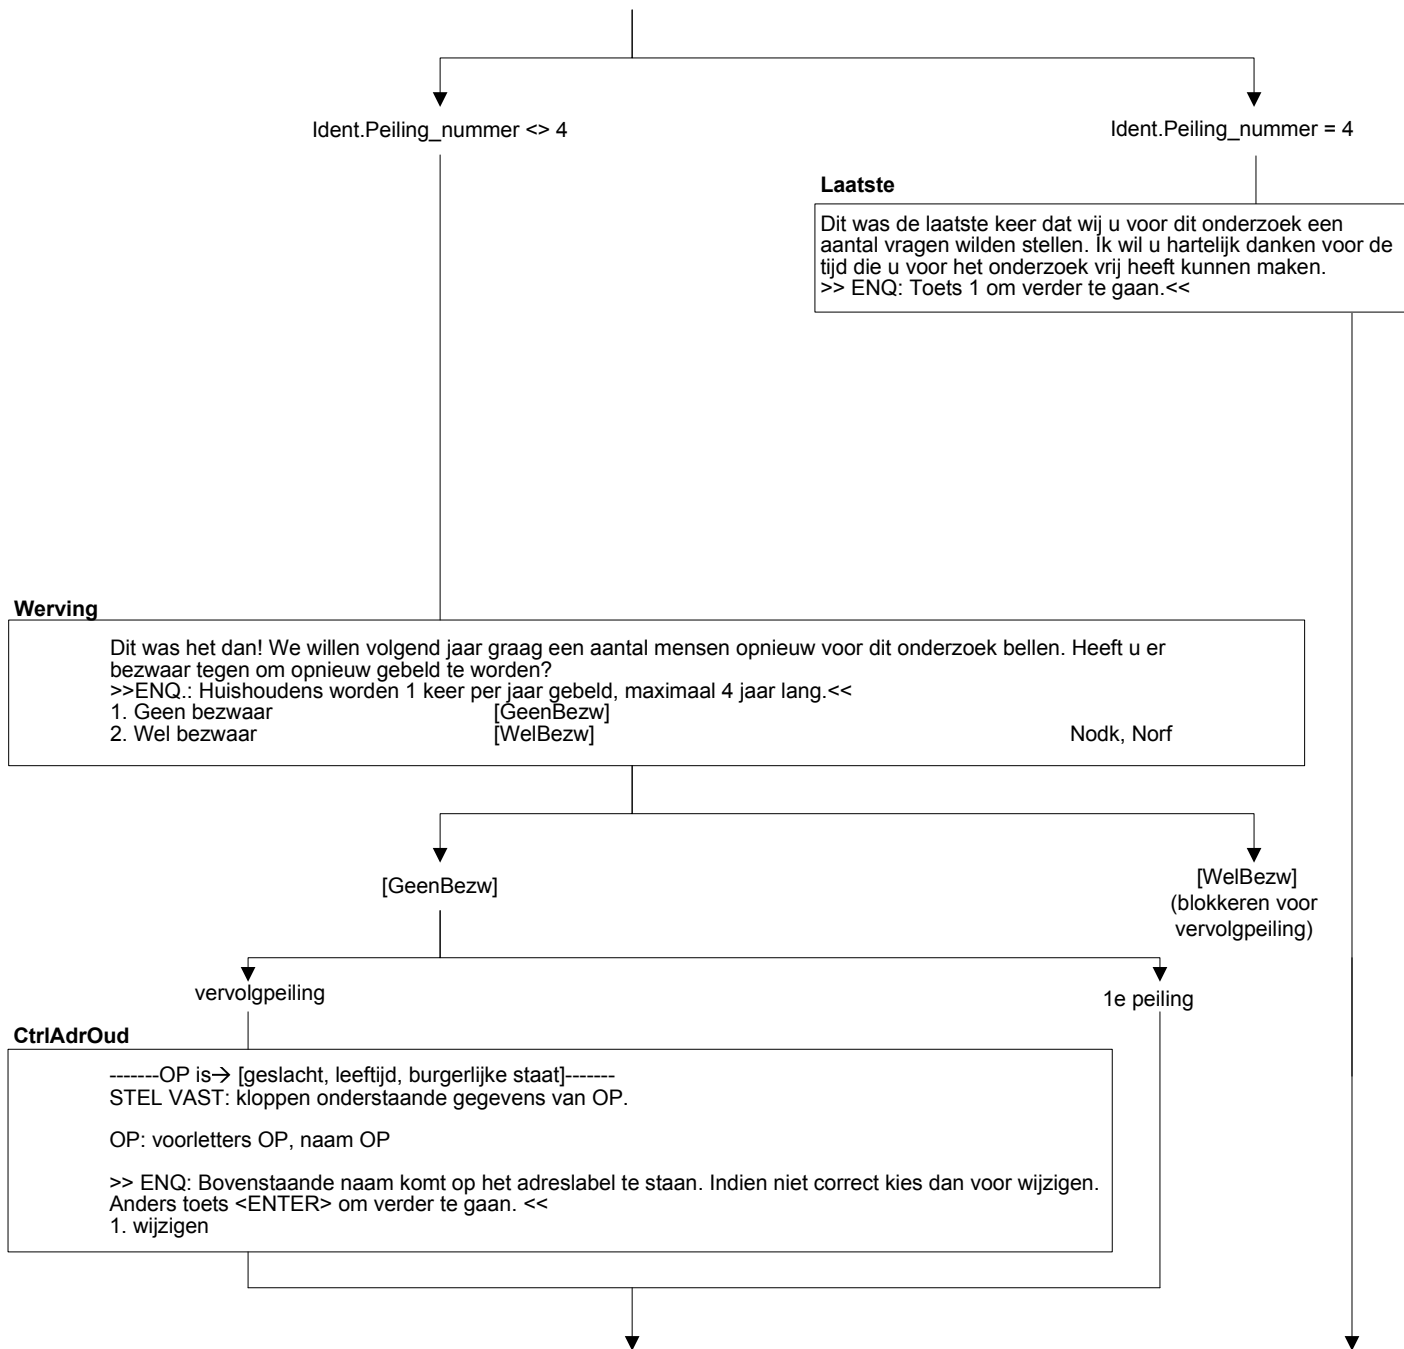 Ident.Peiling_nummer <> 4
Ident.Peiling_nummer = 4
Laatste
Dit was de laatste keer dat wij u voor dit onderzoek een
aantal vragen wilden stellen. Ik wil u hartelijk danken voor de
tijd die u voor het onderzoek vrij heeft kunnen maken.
>> ENQ: Toets 1 om verder te gaan.<<
Werving
Dit was het dan! We willen volgend jaar graag een aantal mensen opnieuw voor dit onderzoek bellen. Heeft u er
bezwaar tegen om opnieuw gebeld te worden?
>>ENQ.: Huishoudens worden 1 keer per jaar gebeld, maximaal 4 jaar lang.<<
1. Geen bezwaar [GeenBezw]
2. Wel bezwaar [WelBezw] Nodk, Norf
[GeenBezw]
[WelBezw]
(blokkeren voor
vervolgpeiling)
vervolgpeiling
1e peiling
CtrlAdrOud
-------OP is→ [geslacht, leeftijd, burgerlijke staat]-------
STEL VAST: kloppen onderstaande gegevens van OP.
OP: voorletters OP, naam OP
>> ENQ: Bovenstaande naam komt op het adreslabel te staan. Indien niet correct kies dan voor wijzigen.
Anders toets <ENTER> om verder te gaan. <<
1. wijzigen